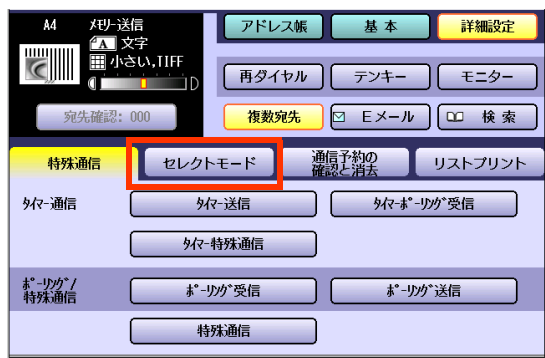 A4 ﾒﾓﾘｰ送信
A 文字
小さい,TIFF
D
宛先確認: 000
アドレス帳 基本 詳細設定
再ダイヤル テンキー モニター
複数宛先 Eメール 検索
特殊通信 セレクトモード 通信予約の
確認と消去 リストプリント
ﾀｲﾏｰ通信 ﾀｲﾏｰ送信 ﾀｲﾏｰﾎﾟｰﾘﾝｸﾞ受信
ﾀｲﾏｰ特殊通信
ﾎﾟｰﾘﾝｸﾞ/
特殊通信 ﾎﾟｰﾘﾝｸﾞ受信 ﾎﾟｰﾘﾝｸﾞ送信
特殊通信